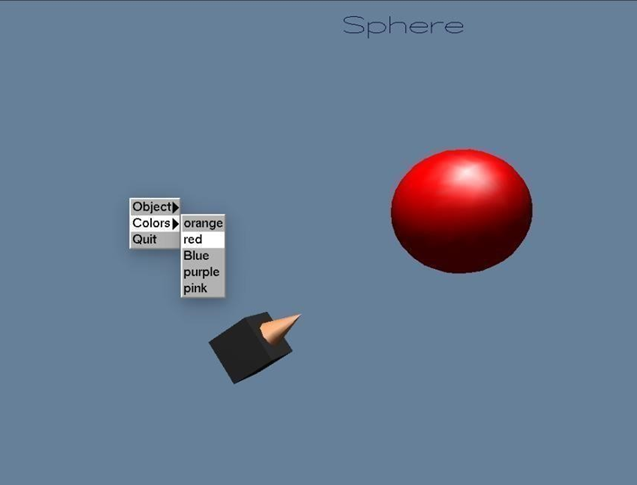 Sphere
Object
Colors
Quit
orange
red
Blue
purple
pink